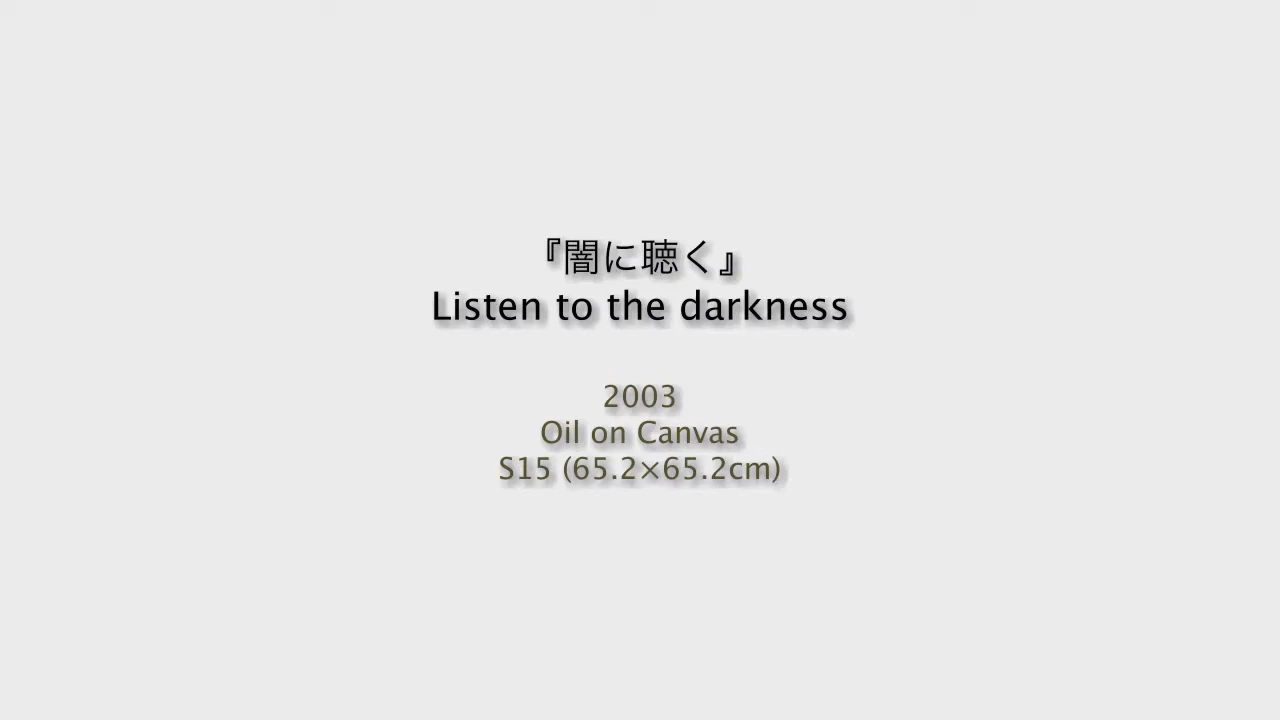 『闇に聴く』
Listen to the darkness
2003
Oil on Canvas
S15 (65.2×65.2cm)